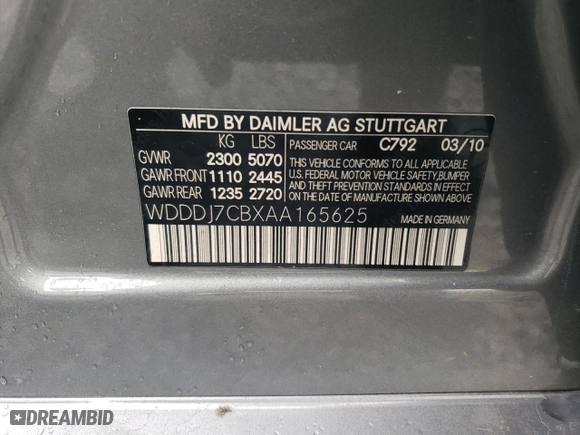 MFD BY DAIMLER AG STUTTGART
KG LBS PASSENGER CAR C792 03/10
GVWR 2300 5070 THIS VEHICLE CONFORMS TO ALL APPLICABLE
GAWR FRONT 1110 2445 U.S. FEDERAL MOTOR VEHICLE SAFETY,BUMPER
GAWR REAR 1235 2720 AND THEFT PREVENTION STANDARDS IN EFFECT
ON THE DATE OF MANUFACTURE SHOWN ABOVE
WDDDJ7CBXAA165625 MADE IN GERMANY
DREAMBID